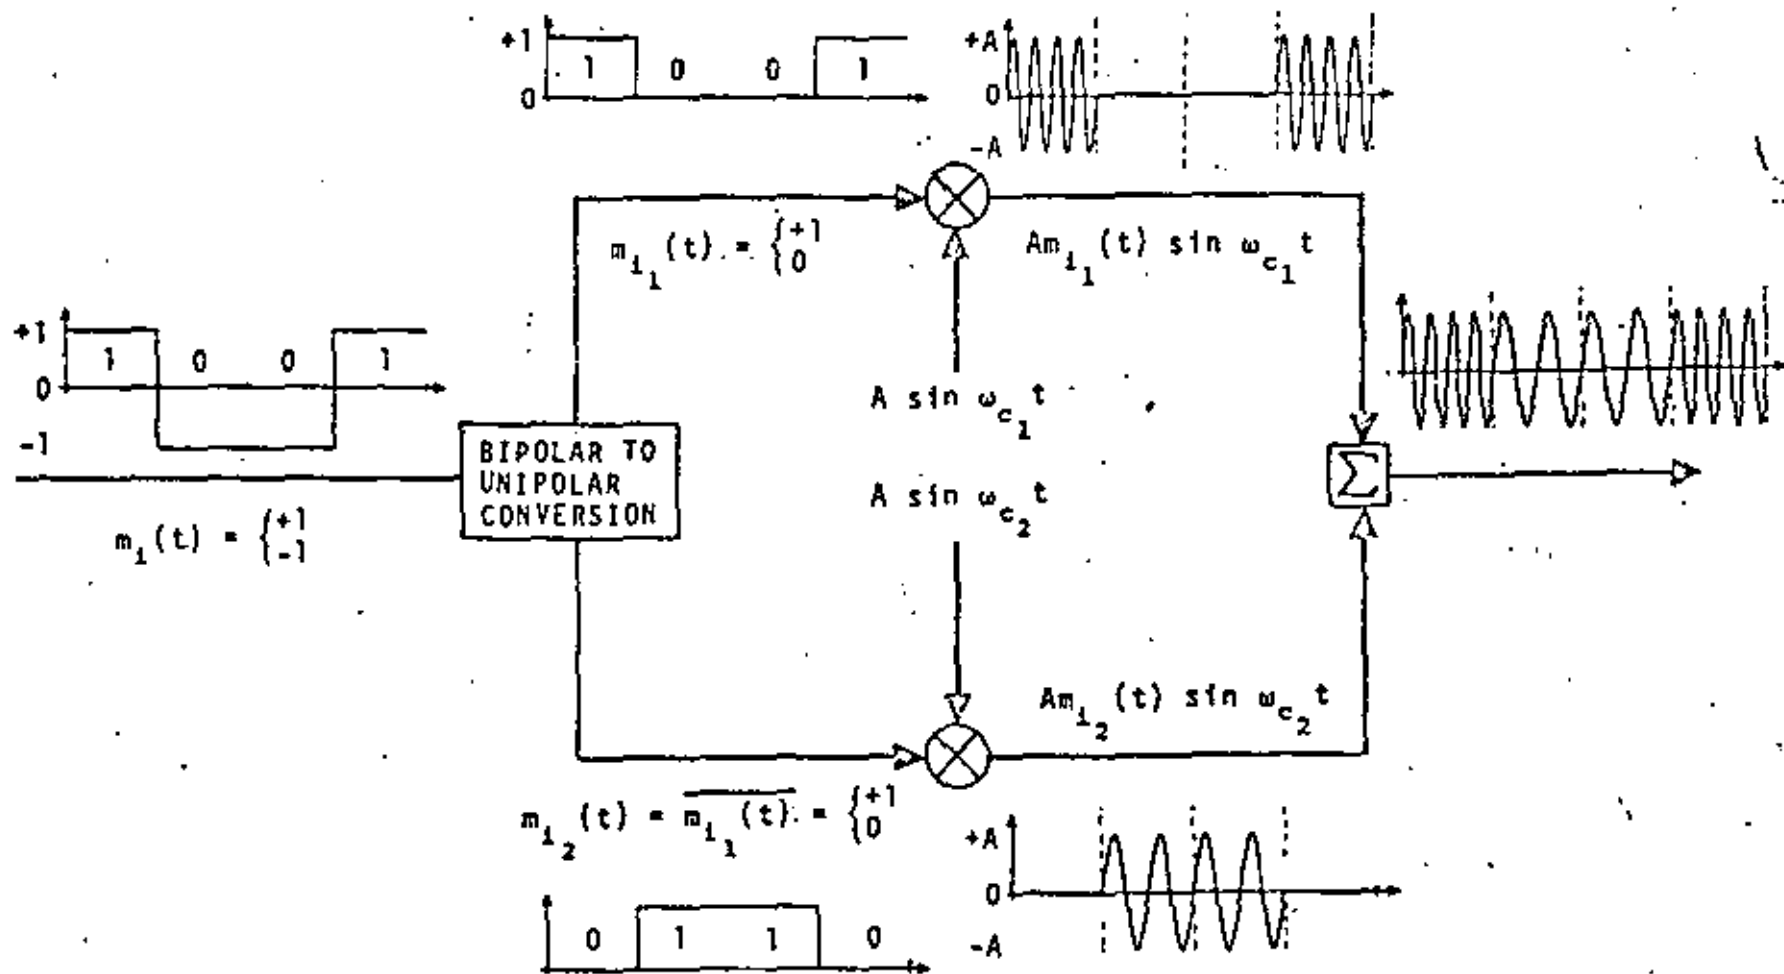 +1
1 0 0 1
0
+A
0
-A
m_{i_1}(t) = {+1 0
Am_{i_1}(t) sin ω_{c_1} t
+1
1 0 0 1
0
-1
A sin ω_{c_1} t
BIPOLAR TO
UNIPOLAR
CONVERSION
A sin ω_{c_2} t
Σ
m_i(t) = {+1 -1
Am_{i_2}(t) sin ω_{c_2} t
m_{i_2}(t) = \overline{m_{i_1}(t)} = {+1 0
+A
0
-A
0 1 1 0